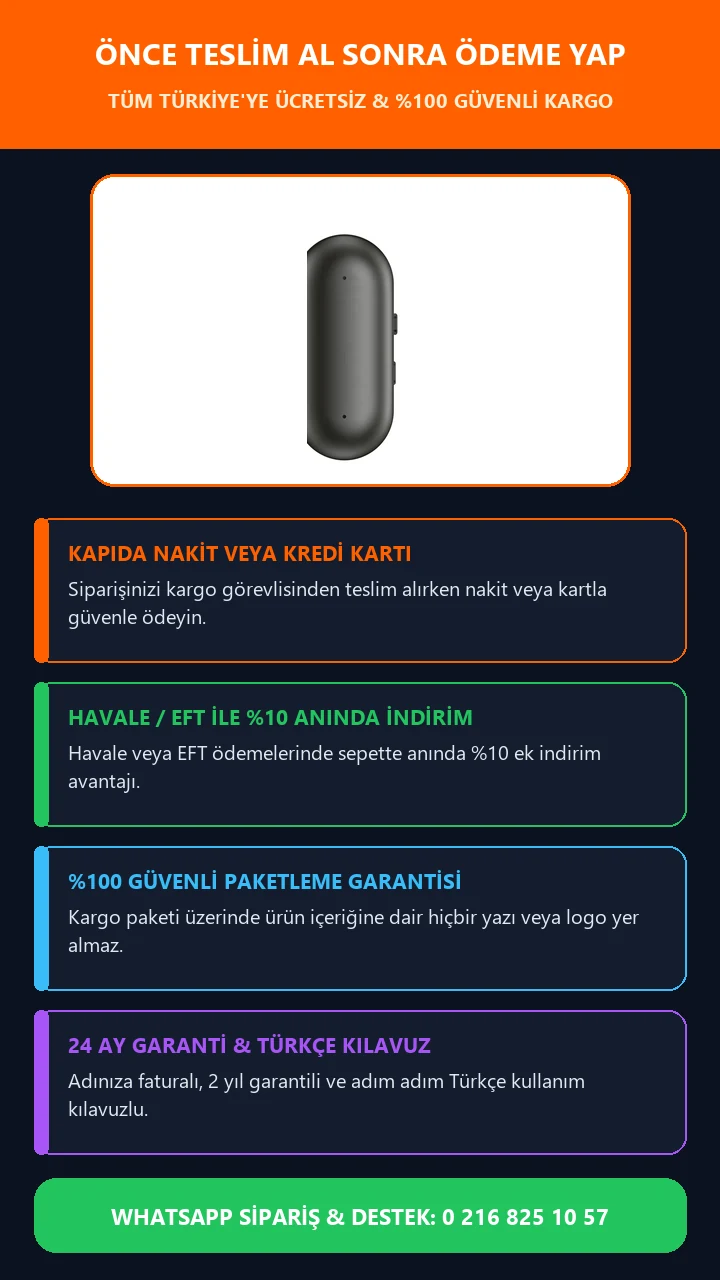 ÖNCE TESLİM AL SONRA ÖDEME YAP
TÜM TÜRKİYE'YE ÜCRETSİZ & %100 GÜVENLİ KARGO
KAPIDA NAKİT VEYA KREDİ KARTI
Siparişinizi kargo görevlisinden teslim alırken nakit veya kartla
güvenle ödeyin.
HAVALE / EFT İLE %10 ANINDA İNDİRİM
Havale veya EFT ödemelerinde sepette anında %10 ek indirim
avantajı.
%100 GÜVENLİ PAKETLEME GARANTİSİ
Kargo paketi üzerinde ürün içeriğine dair hiçbir yazı veya logo yer
almaz.
24 AY GARANTİ & TÜRKÇE KILAVUZ
Adınıza faturalı, 2 yıl garantili ve adım adım Türkçe kullanım
kılavuzlu.
WHATSAPP SİPARİŞ & DESTEK: 0 216 825 10 57